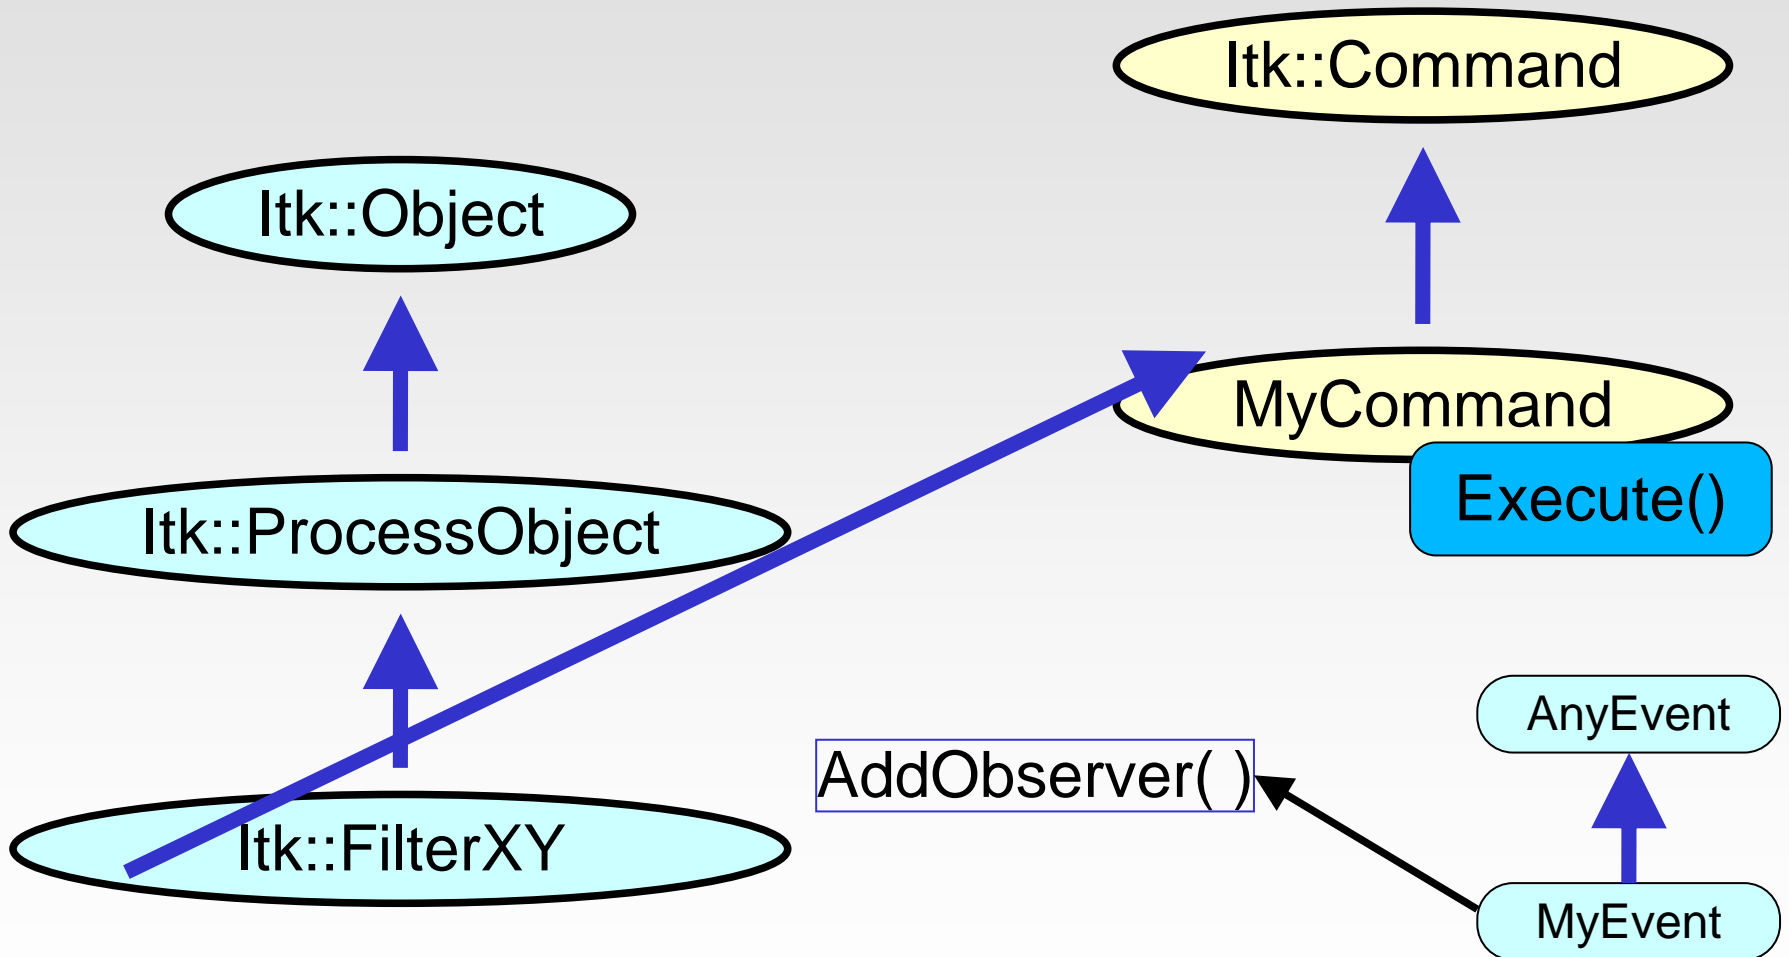 Itk::Command
Itk::Object
MyCommand
Execute()
Itk::ProcessObject
AnyEvent
AddObserver( )
Itk::FilterXY
MyEvent